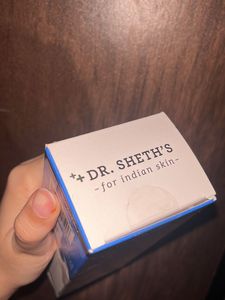 DR. SHETH'S
-for indian skin-